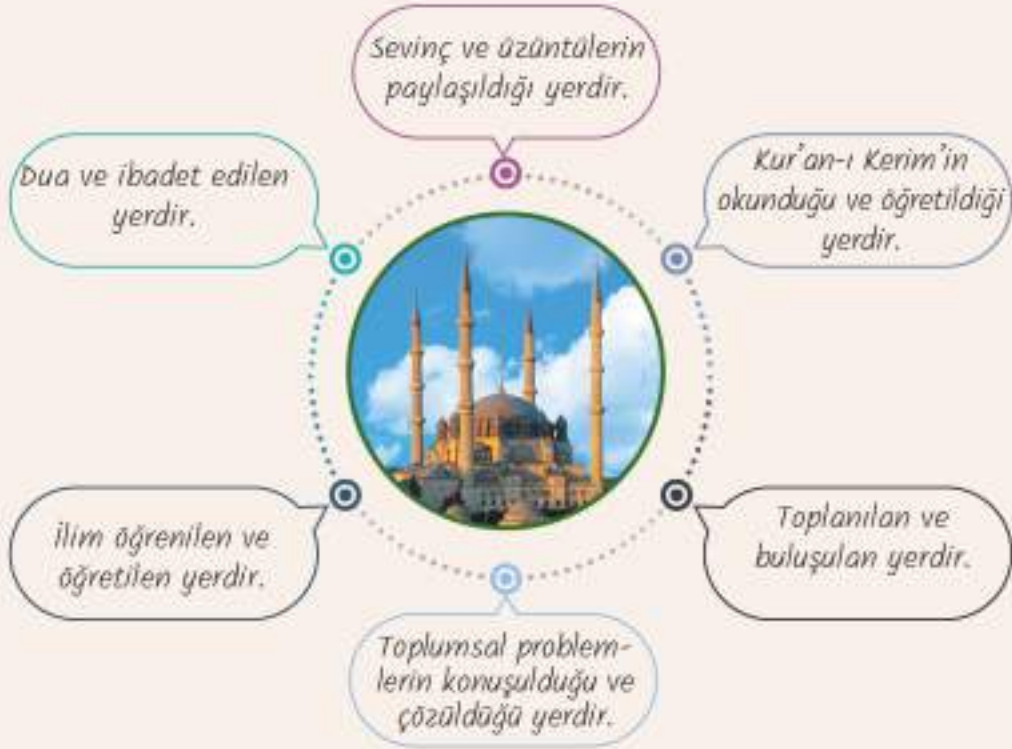 Sevinç ve üzüntülerin
paylaşıldığı yerdir.
Dua ve ibadet edilen
yerdir.
Kur'an-ı Kerim'in
okunduğu ve öğretildiği
yerdir.
İlim öğrenilen ve
öğretilen yerdir.
Toplanılan ve
buluşulan yerdir.
Toplumsal problem-
lerin konuşulduğu ve
çözüldüğü yerdir.